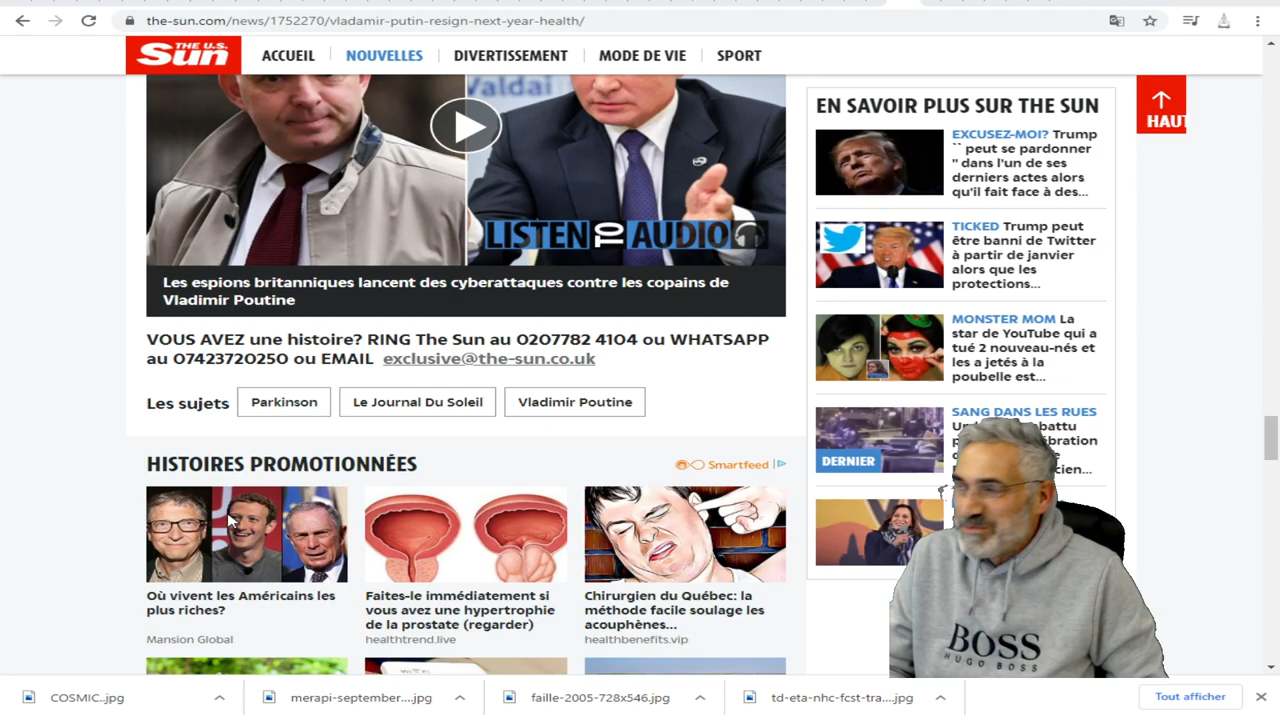 the-sun.com/news/1752270/vladamir-putin-resign-next-year-health/
THE U.S. Sun
ACCUEIL
NOUVELLES
DIVERTISSEMENT
MODE DE VIE
SPORT
Valdai
LISTEN TO AUDIO
Les espions britanniques lancent des cyberattaques contre les copains de
Vladimir Poutine
VOUS AVEZ une histoire? RING The Sun au 0207782 4104 ou WHATSAPP
au 07423720250 ou EMAIL exclusive@the-sun.co.uk
Les sujets
Parkinson
Le Journal Du Soleil
Vladimir Poutine
HISTOIRES PROMOTIONNÉES
Smartfeed
Où vivent les Américains les
plus riches?
Mansion Global
Faites-le immédiatement si
vous avez une hypertrophie
de la prostate (regarder)
healthtrend.live
Chirurgien du Québec: la
méthode facile soulage les
acouphènes...
healthbenefits.vip
EN SAVOIR PLUS SUR THE SUN
EXCUSEZ-MOI? Trump
`` peut se pardonner
" dans l'un de ses
derniers actes alors
qu'il fait face à des...
TICKED Trump peut
être banni de Twitter
à partir de janvier
alors que les
protections...
MONSTER MOM La
star de YouTube qui a
tué 2 nouveau-nés et
les a jetés à la
poubelle est...
SANG DANS LES RUES
DERNIER
HAUT
BOSS
HUGO BOSS
COSMIC..jpg
merapi-september....jpg
faille-2005-728x546.jpg
td-eta-nhc-fcst-tra....jpg
Tout afficher